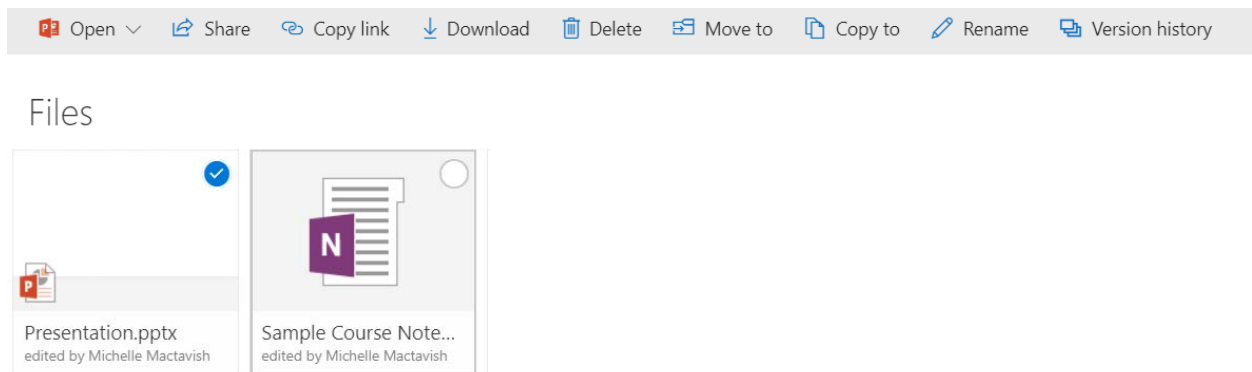 Open Share Copy link Download Delete Move to Copy to Rename Version history
Files
P
N
Presentation.pptx
edited by Michelle Mactavish
Sample Course Note...
edited by Michelle Mactavish